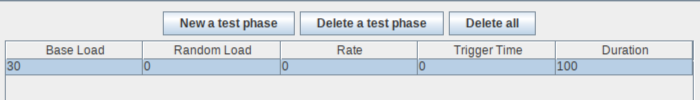 New a test phase Delete a test phase Delete all
Base Load Random Load Rate Trigger Time Duration
30 0 0 0 100